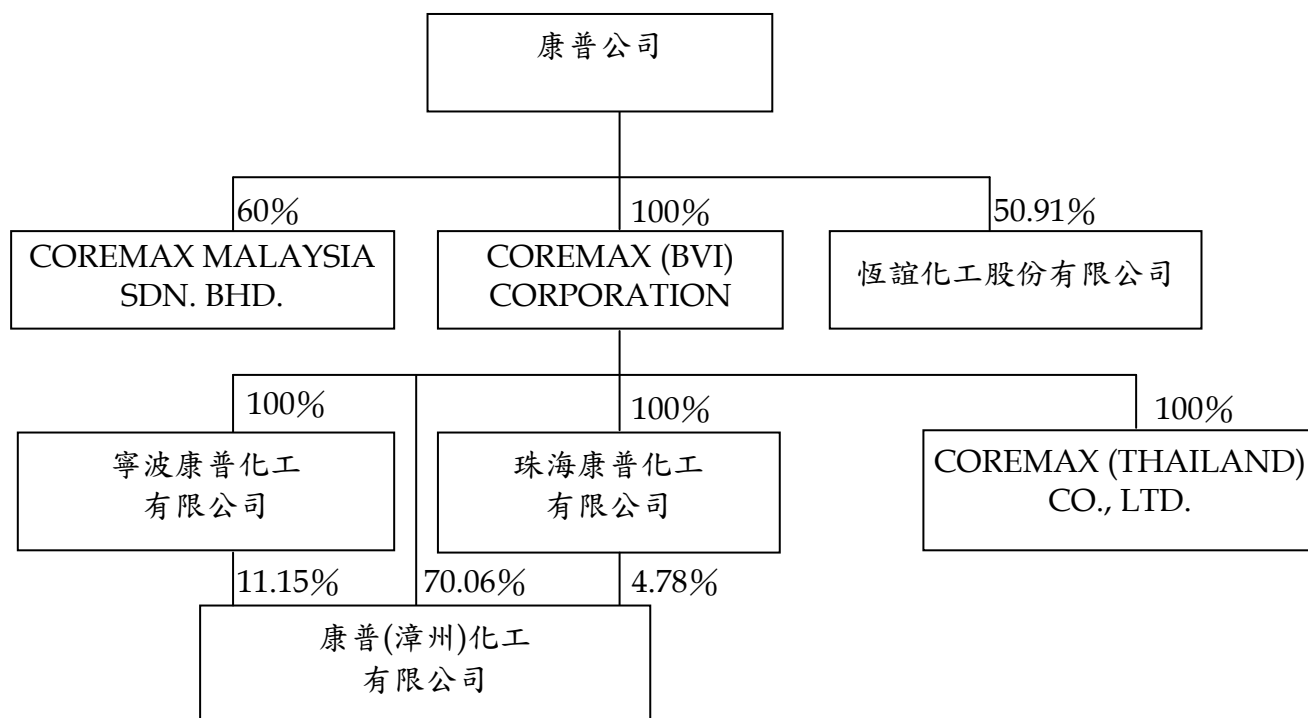 康普公司
60%
100%
50.91%
COREMAX MALAYSIA
SDN. BHD.
COREMAX (BVI)
CORPORATION
恆誼化工股份有限公司
100%
100%
100%
寧波康普化工
有限公司
珠海康普化工
有限公司
COREMAX (THAILAND)
CO., LTD.
11.15%
70.06%
4.78%
康普(漳州)化工
有限公司